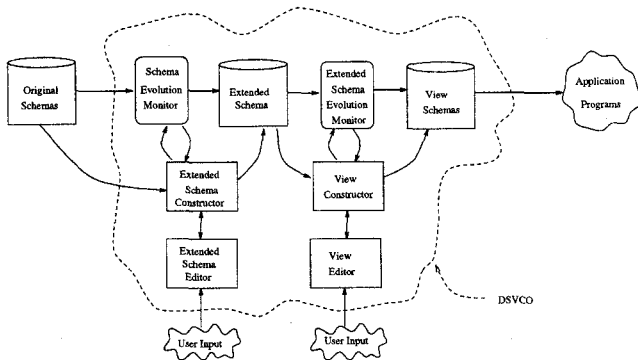 Original
Schemas
Schema
Evolution
Monitor
Extended
Schema
Extended
Schema
Evolution
Monitor
View
Schemas
Application
Programs
Extended
Schema
Constructor
View
Constructor
Extended
Schema
Editor
View
Editor
DSVCO
User Input
User Input